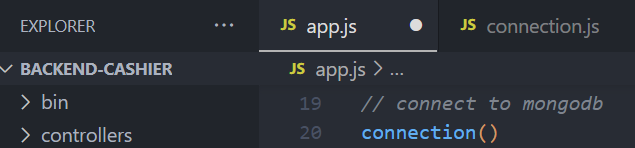 EXPLORER ... JS app.js JS connection.js
BACKEND-CASHIER JS app.js > ...
bin 19 // connect to mongodb
controllers 20 connection()